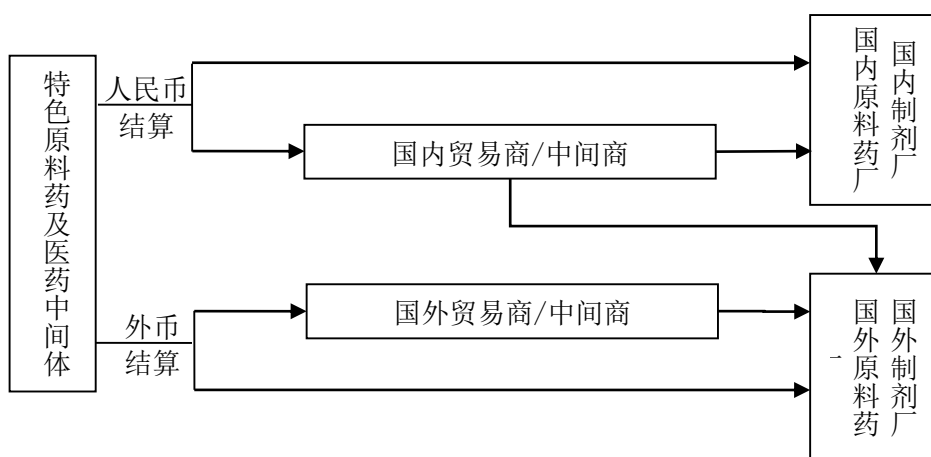 特色原料药及医药中间体
人民币
结算
国内贸易商/中间商
国内制剂厂
国内原料药厂
外币
结算
国外贸易商/中间商
国外制剂厂
国外原料药